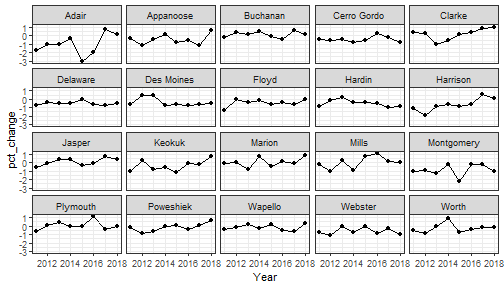 Adair Appanoose Buchanan Cerro Gordo Clarke
1
0
-1
-2
-3
Delaware Des Moines Floyd Hardin Harrison
1
0
-1
-2
-3
pct_change
Jasper Keokuk Marion Mills Montgomery
1
0
-1
-2
-3
Plymouth Poweshiek Wapello Webster Worth
1
0
-1
-2
-3
2012 2014 2016 2018 2012 2014 2016 2018 2012 2014 2016 2018 2012 2014 2016 2018 2012 2014 2016 2018
Year